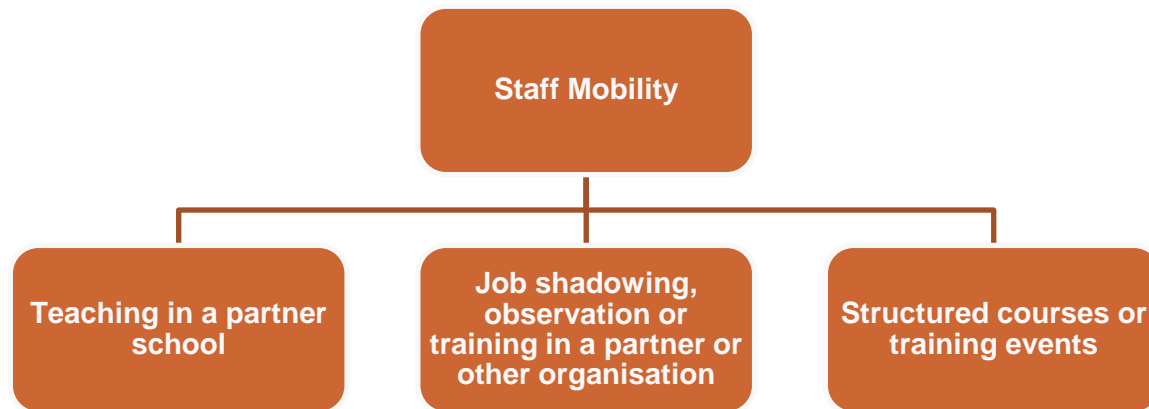 Staff Mobility
Teaching in a partner
school
Job shadowing,
observation or
training in a partner or
other organisation
Structured courses or
training events